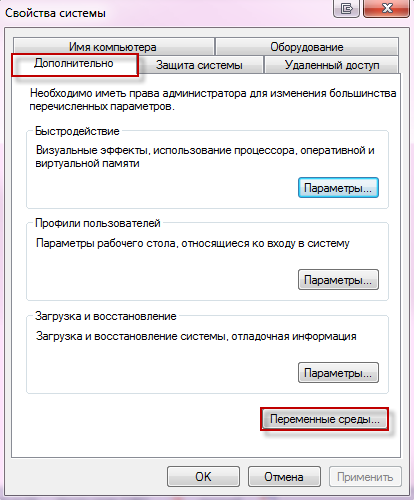 Свойства системы
Имя компьютера
Оборудование
Дополнительно
Защита системы
Удаленный доступ
Необходимо иметь права администратора для изменения большинства
перечисленных параметров.
Быстродействие
Визуальные эффекты, использование процессора, оперативной и
виртуальной памяти
Параметры...
Профили пользователей
Параметры рабочего стола, относящиеся ко входу в систему
Параметры...
Загрузка и восстановление
Загрузка и восстановление системы, отладочная информация
Параметры...
Переменные среды...
OK
Отмена
Применить